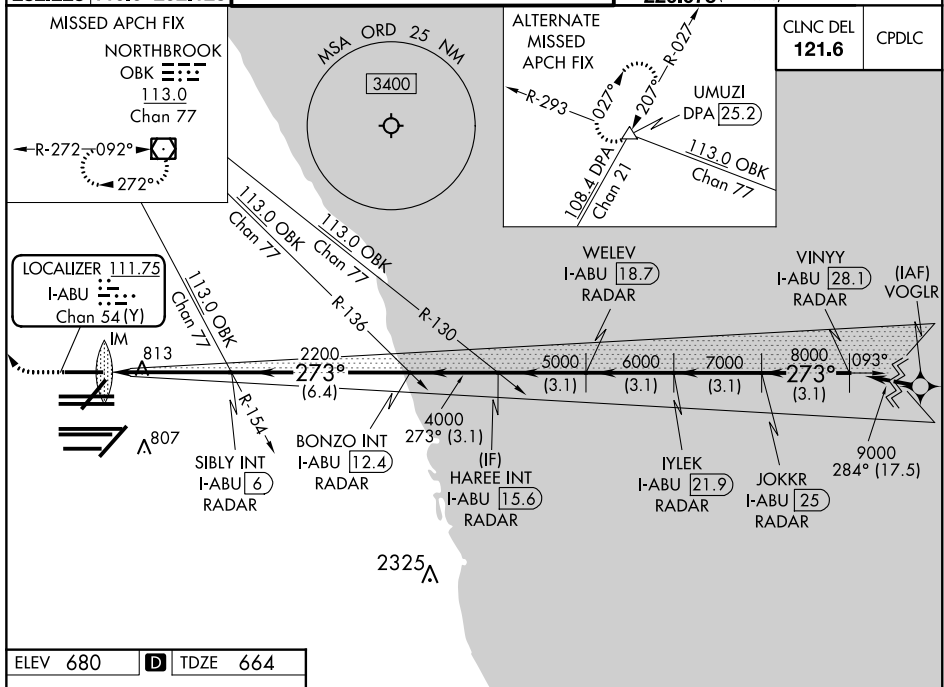 MISSED APCH FIX
NORTHBROOK
OBK
113.0
Chan 77
R-272
092°
272°
MSA ORD 25 NM
3400
ALTERNATE
MISSED
APCH FIX
R-027
R-293
027°
207°
UMUZI
DPA 25.2
108.4 DPA
Chan 21
113.0 OBK
Chan 77
CLNC DEL
121.6
CPDLC
LOCALIZER 111.75
I-ABU
Chan 54 (Y)
IM
113.0 OBK
Chan 77
R-154
113.0 OBK
Chan 77
R-136
113.0 OBK
Chan 77
R-130
WELEV
I-ABU 18.7
RADAR
VINYY
I-ABU 28.1
RADAR
(IAF)
VOGLR
813
2200
273°
(6.4)
5000
(3.1)
6000
(3.1)
7000
(3.1)
8000
273°
(3.1)
093°
807
4000
273° (3.1)
9000
284° (17.5)
SIBLY INT
I-ABU 6
RADAR
BONZO INT
I-ABU 12.4
RADAR
(IF)
HAREE INT
I-ABU 15.6
RADAR
IYLEK
I-ABU 21.9
RADAR
JOKKR
I-ABU 25
RADAR
2325
ELEV 680
D
TDZE 664